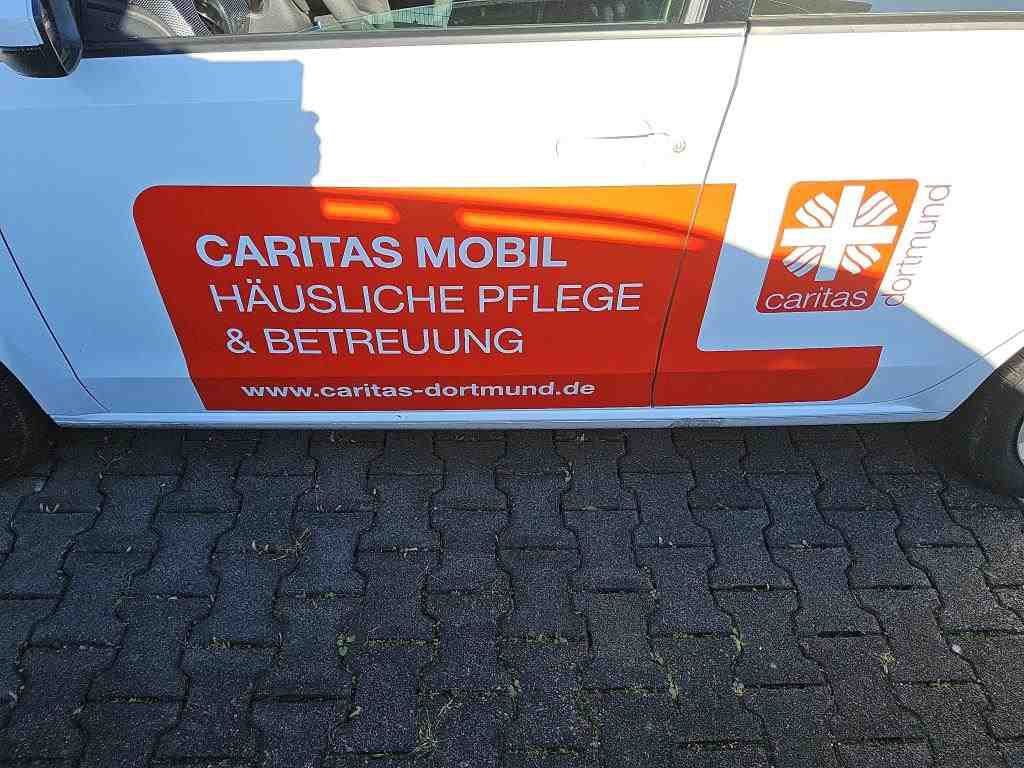 CARITAS MOBIL
HÄUSLICHE PFLEGE
& BETREUUNG
www.caritas-dortmund.de
caritas
dortmund